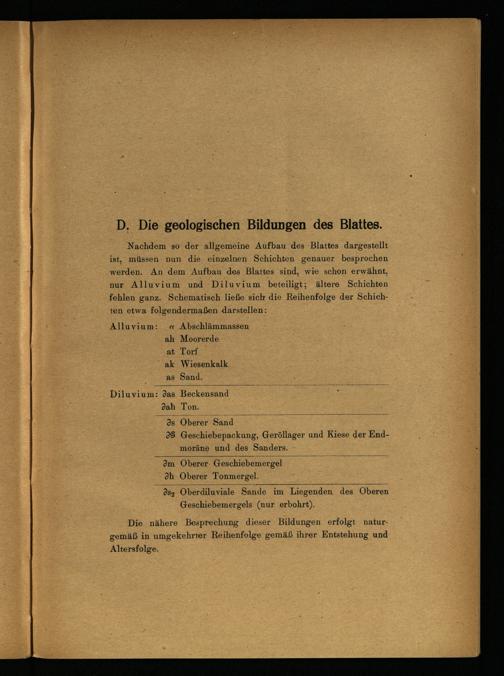 D. Die geologischen Bildungen des Blattes.
Nachdem so der allgemeine Aufbau des Blattes dargestellt
ist, müssen nun die einzelnen Schichten genauer besprochen
werden. An dem Aufbau des Blattes sind, wie schon erwähnt,
nur Alluvium und Diluvium beteiligt; ältere Schichten
fehlen ganz. Schematisch ließe sich die Reihenfolge der Schich-
ten etwa folgendermaßen darstellen:
Alluvium: α Abschlämmassen
ah Moorerde
at Torf
ak Wiesenkalk
as Sand.
Diluvium: ∂as Beckensand
∂ah Ton.
∂s Oberer Sand
∂G Geschiebepackung, Geröllager und Kiese der End-
moräne und des Sanders.
∂m Oberer Geschiebemergel
∂h Oberer Tonmergel.
∂s₂ Oberdiluviale Sande im Liegenden des Oberen
Geschiebemergels (nur erbohrt).
Die nähere Besprechung dieser Bildungen erfolgt natur-
gemäß in umgekehrter Reihenfolge gemäß ihrer Entstehung und
Altersfolge.